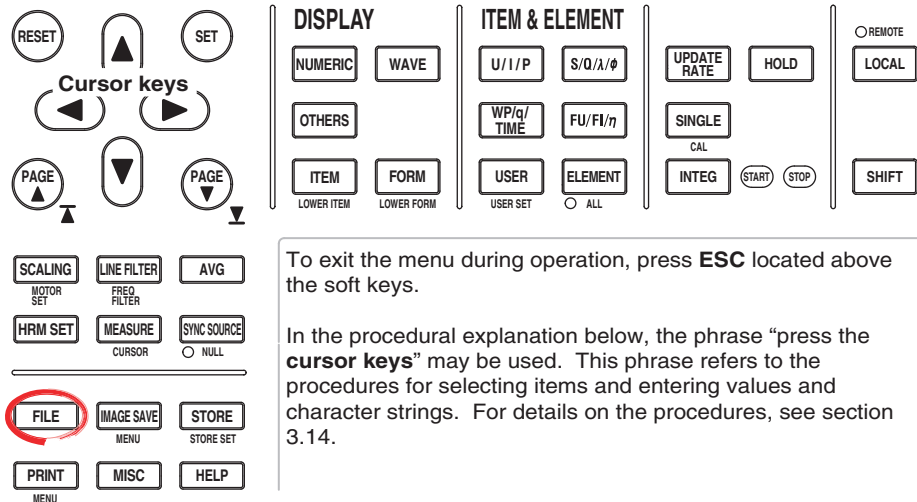 DISPLAY
ITEM & ELEMENT
RESET
SET
REMOTE
NUMERIC
WAVE
U / I / P
S/Q/λ/ø
UPDATE RATE
HOLD
LOCAL
Cursor keys
OTHERS
WP/q/ TIME
FU/FI/η
SINGLE
CAL
PAGE
PAGE
ITEM
FORM
USER
ELEMENT
INTEG
START
STOP
SHIFT
LOWER ITEM
LOWER FORM
USER SET
ALL
SCALING
LINE FILTER
AVG
MOTOR SET
FREQ FILTER
HRM SET
MEASURE
SYNC SOURCE
CURSOR
NULL
FILE
IMAGE SAVE
STORE
MENU
STORE SET
PRINT
MISC
HELP
MENU
To exit the menu during operation, press ESC located above
the soft keys.
In the procedural explanation below, the phrase “press the
cursor keys” may be used. This phrase refers to the
procedures for selecting items and entering values and
character strings. For details on the procedures, see section
3.14.